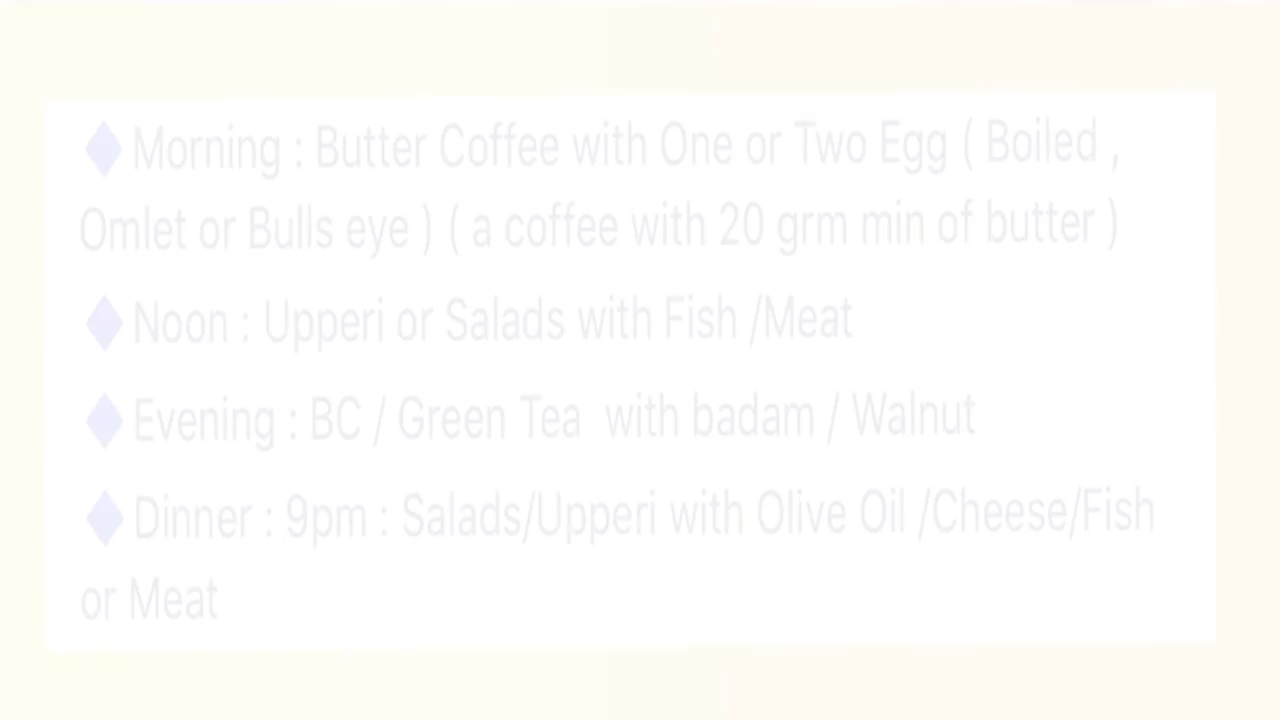 🔷Morning : Butter Coffee with One or Two Egg ( Boiled ,
Omlet or Bulls eye ) ( a coffee with 20 grm min of butter )
🔷Noon : Upperi or Salads with Fish /Meat
🔷Evening : BC / Green Tea  with badam / Walnut
🔷Dinner : 9pm : Salads/Upperi with Olive Oil /Cheese/Fish
or Meat